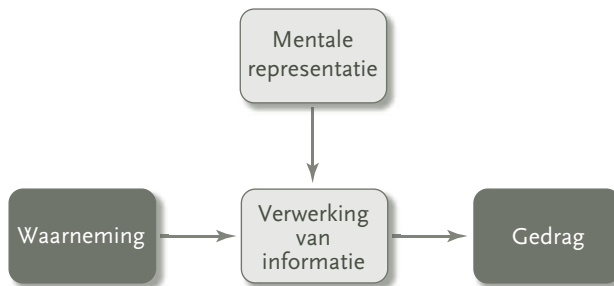 Mentale
representatie
Waarneming
Verwerking
van
informatie
Gedrag